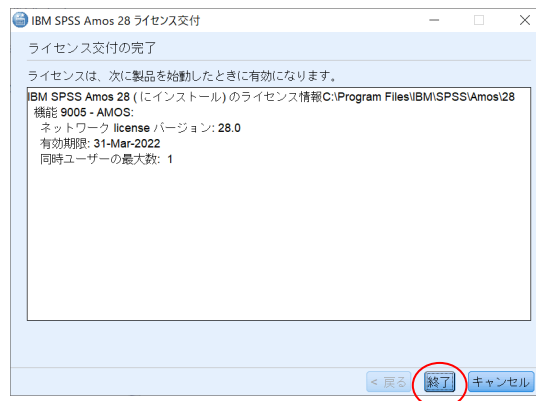 IBM SPSS Amos 28 ライセンス交付
ライセンス交付の完了
ライセンスは、次に製品を始動したときに有効になります。
IBM SPSS Amos 28 ( にインストール) のライセンス情報C:\Program Files\IBM\SPSS\Amos\28
機能 9005 - AMOS:
ネットワーク license バージョン: 28.0
有効期限: 31-Mar-2022
同時ユーザーの最大数: 1
< 戻る 終了 キャンセル